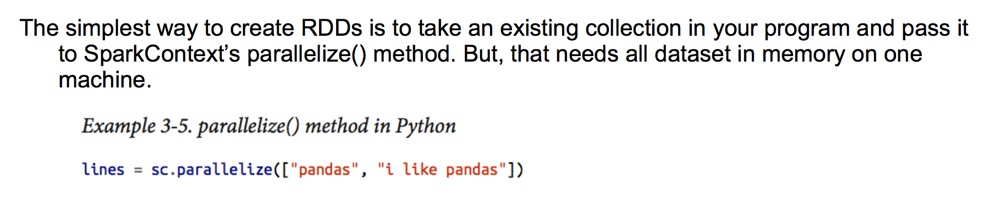 The simplest way to create RDDs is to take an existing collection in your program and pass it
to SparkContext’s parallelize() method. But, that needs all dataset in memory on one
machine.
Example 3-5. parallelize() method in Python
lines = sc.parallelize(["pandas", "i like pandas"])